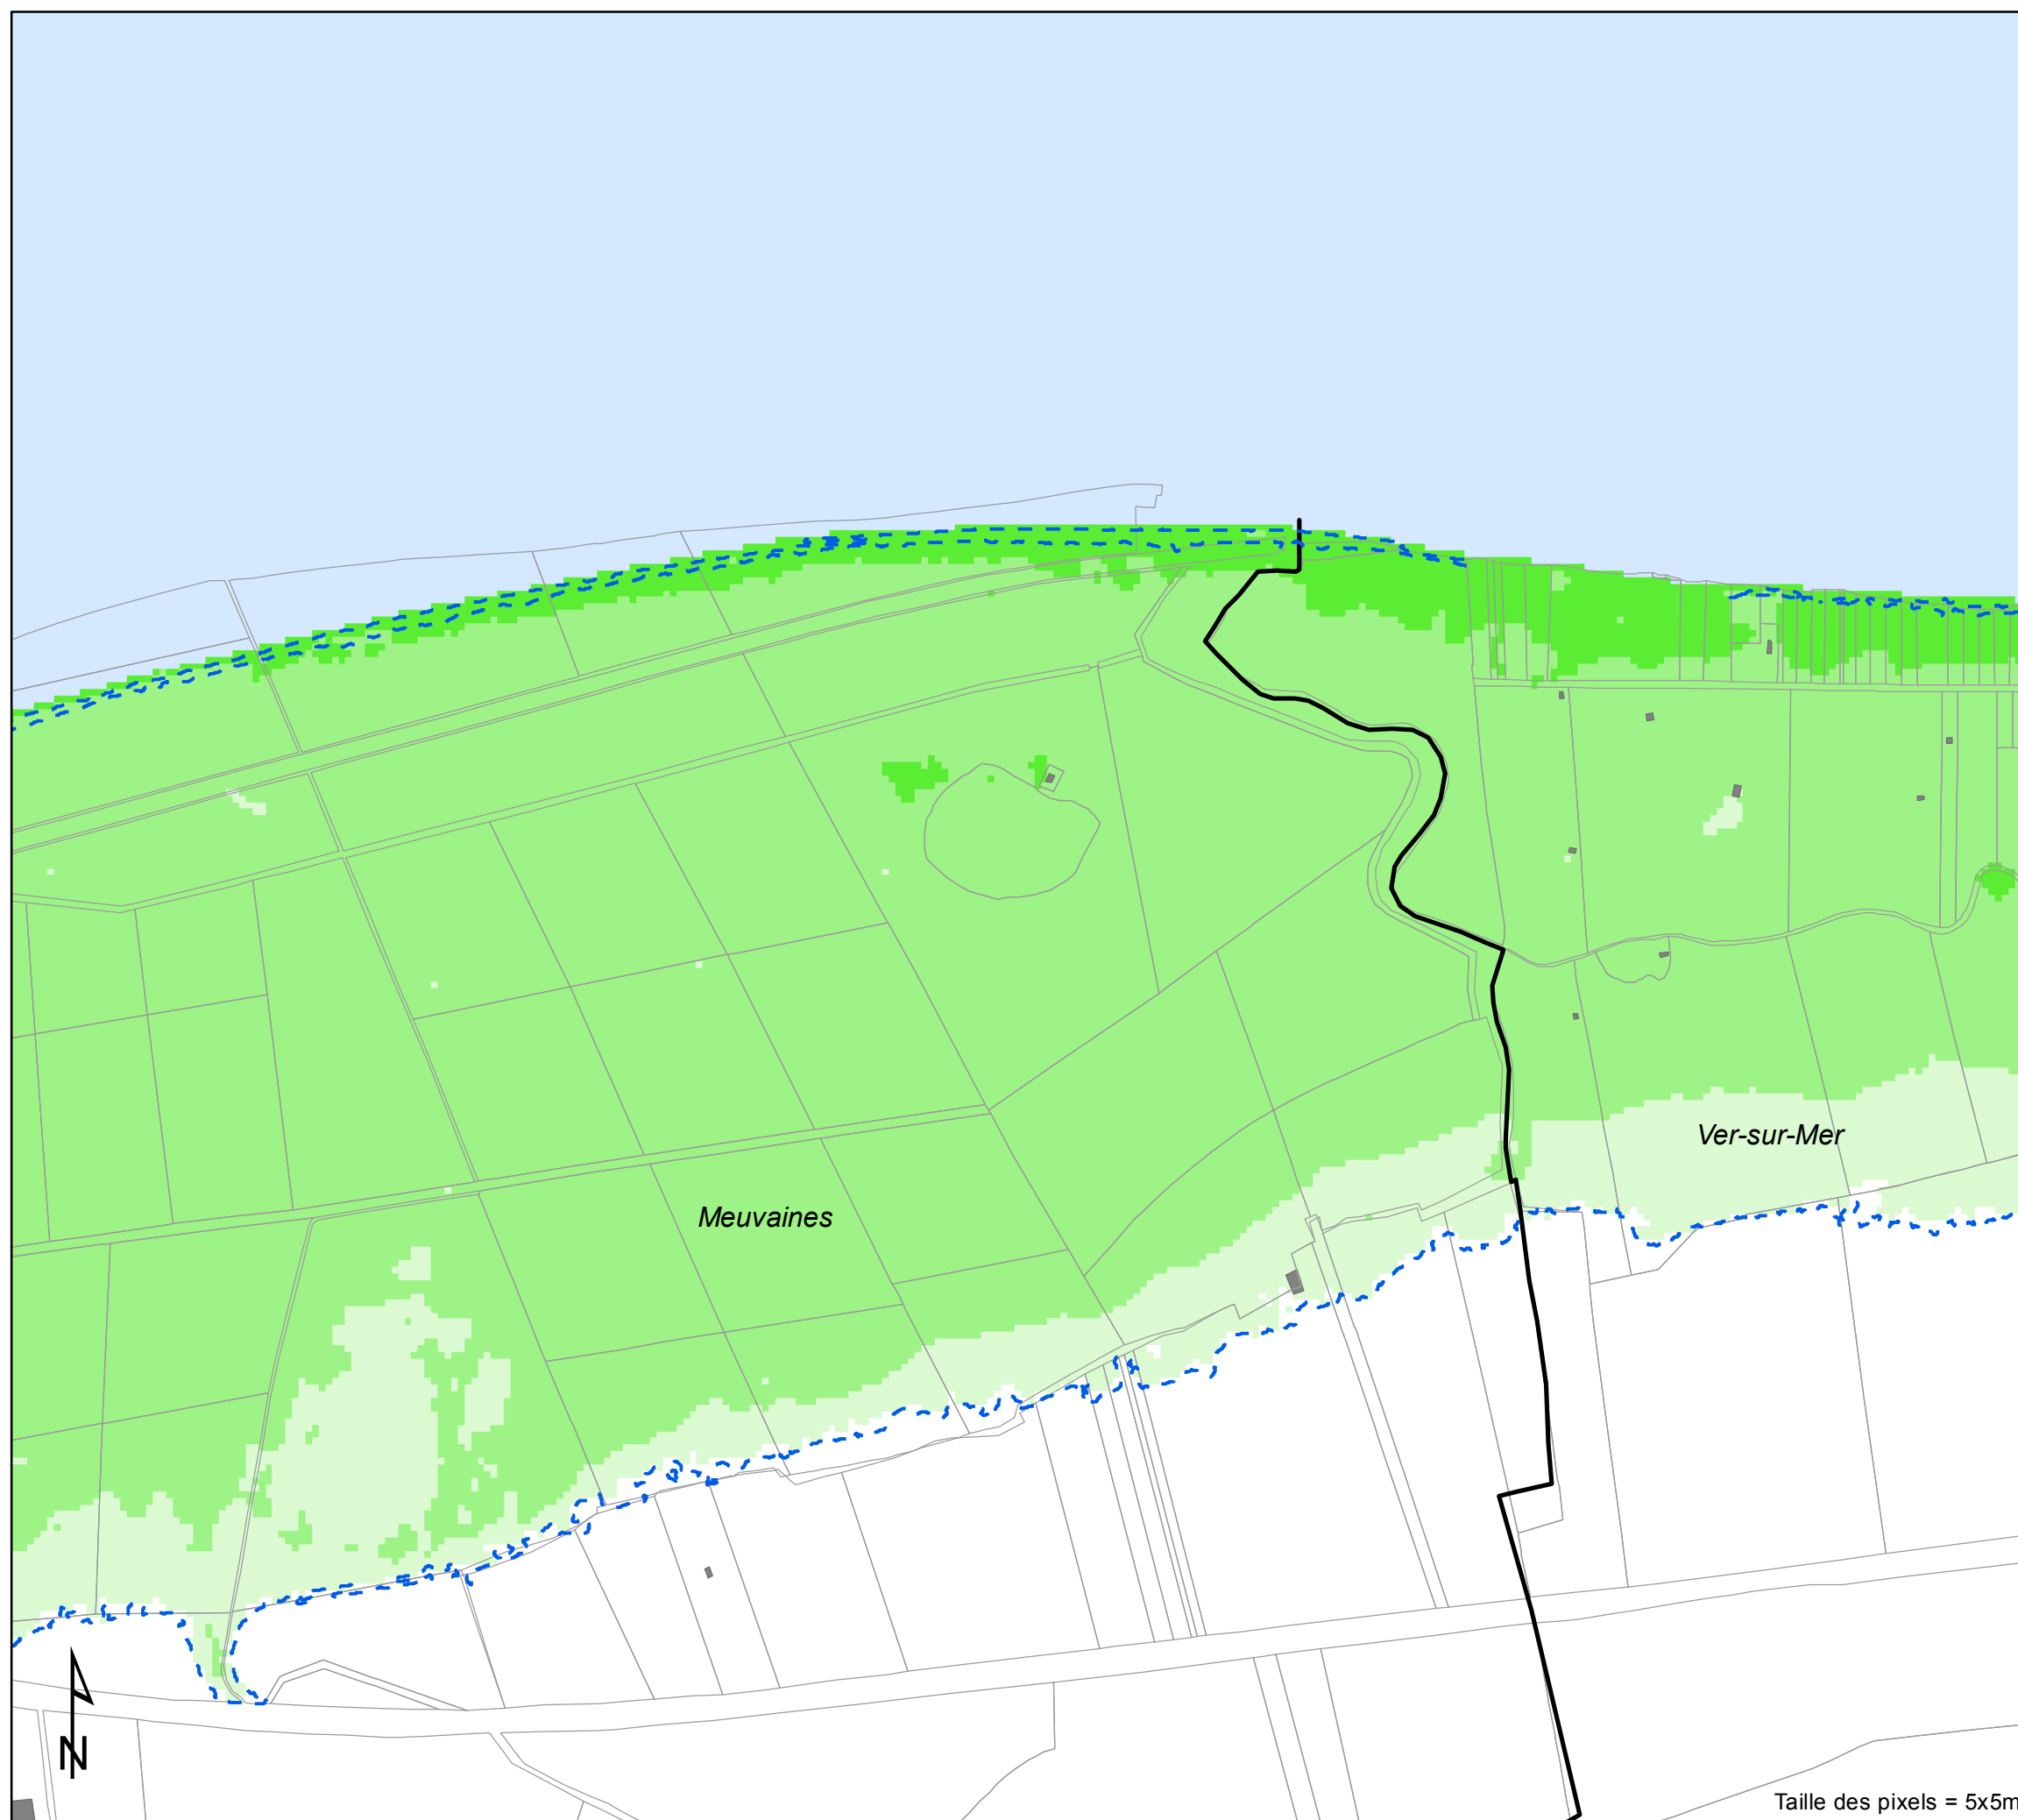 Ver-sur-Mer
Meuvaines
N
Taille des pixels = 5x5m